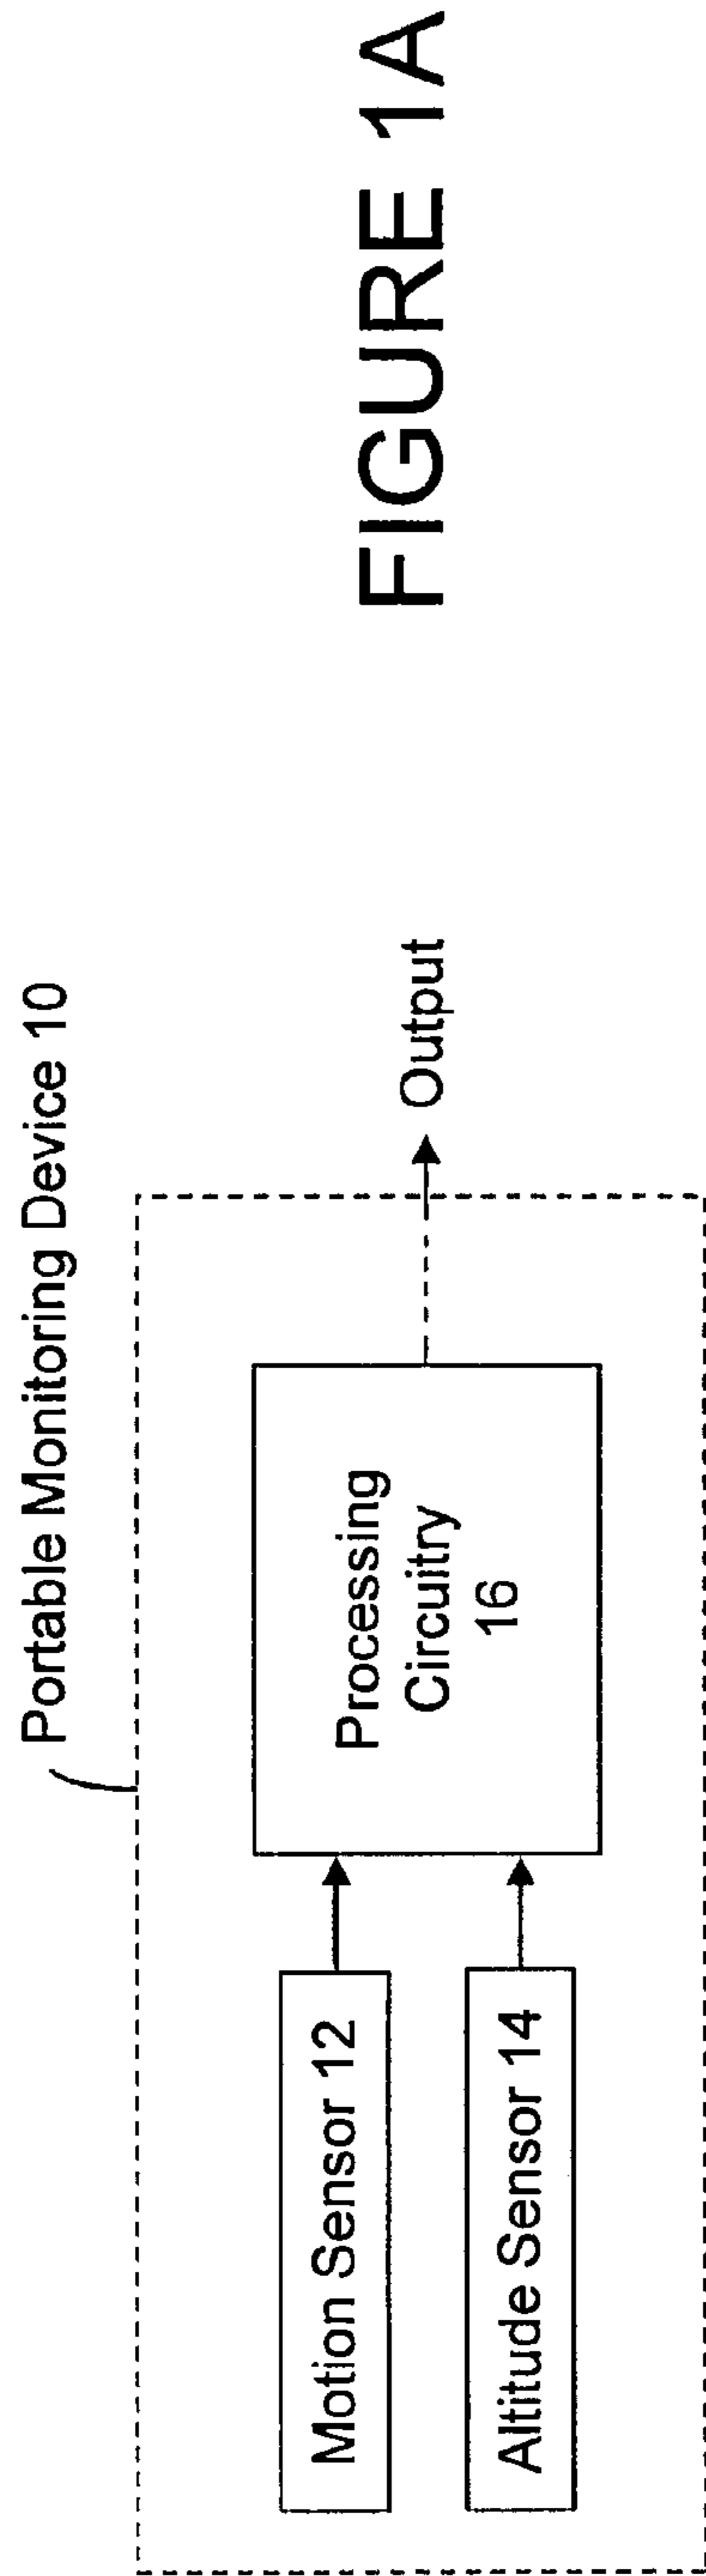 Portable Monitoring Device 10
Motion Sensor 12
Altitude Sensor 14
Processing
Circuitry
16
Output
FIGURE 1A